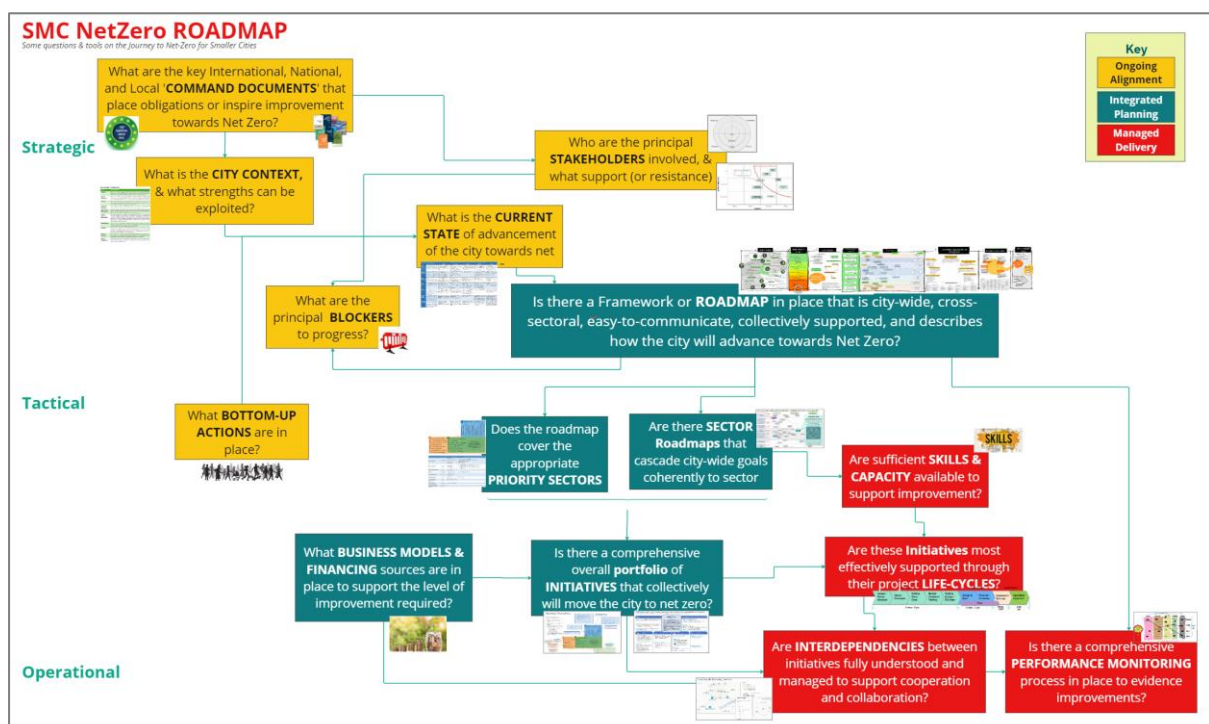 SMC NetZero ROADMAP
Some questions & tools on the Journey to Net-Zero for Smaller Cities
Key
Ongoing
Alignment
Integrated
Planning
Managed
Delivery
What are the key International, National,
and Local 'COMMAND DOCUMENTS' that
place obligations or inspire improvement
towards Net Zero?
Strategic
Who are the principal
STAKEHOLDERS involved, &
what support (or resistance)
What is the CITY CONTEXT,
& what strengths can be
exploited?
What is the CURRENT
STATE of advancement
of the city towards net
What are the
principal BLOCKERS
to progress?
Is there a Framework or ROADMAP in place that is city-wide, cross-
sectoral, easy-to-communicate, collectively supported, and describes
how the city will advance towards Net Zero?
Tactical
What BOTTOM-UP
ACTIONS are in
place?
Does the roadmap
cover the
appropriate
PRIORITY SECTORS
Are there SECTOR
Roadmaps that
cascade city-wide goals
coherently to sector
SKILLS
Are sufficient SKILLS &
CAPACITY available to
support improvement?
What BUSINESS MODELS &
FINANCING sources are in
place to support the level of
improvement required?
Is there a comprehensive
overall portfolio of
INITIATIVES that collectively
will move the city to net zero?
Are these Initiatives most
effectively supported through
their project LIFE-CYCLES?
Operational
Are INTERDEPENDENCIES between
initiatives fully understood and
managed to support cooperation
and collaboration?
Is there a comprehensive
PERFORMANCE MONITORING
process in place to evidence
improvements?